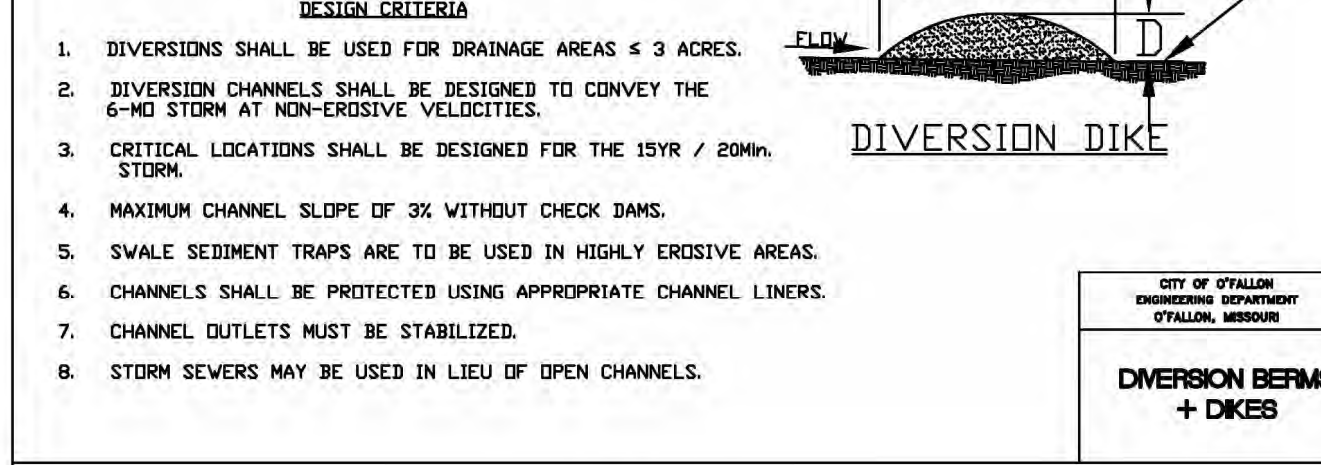 DESIGN CRITERIA
1. DIVERSIONS SHALL BE USED FOR DRAINAGE AREAS ≤ 3 ACRES.
2. DIVERSION CHANNELS SHALL BE DESIGNED TO CONVEY THE
6-MO STORM AT NON-EROSIVE VELOCITIES.
3. CRITICAL LOCATIONS SHALL BE DESIGNED FOR THE 15YR / 20Min.
STORM.
4. MAXIMUM CHANNEL SLOPE OF 3% WITHOUT CHECK DAMS.
5. SWALE SEDIMENT TRAPS ARE TO BE USED IN HIGHLY EROSIVE AREAS.
6. CHANNELS SHALL BE PROTECTED USING APPROPRIATE CHANNEL LINERS.
7. CHANNEL OUTLETS MUST BE STABILIZED.
8. STORM SEWERS MAY BE USED IN LIEU OF OPEN CHANNELS.
FLOW
D
DIVERSION DIKE
CITY OF O'FALLON
ENGINEERING DEPARTMENT
O'FALLON, MISSOURI
DIVERSION BERMS
+ DIKES